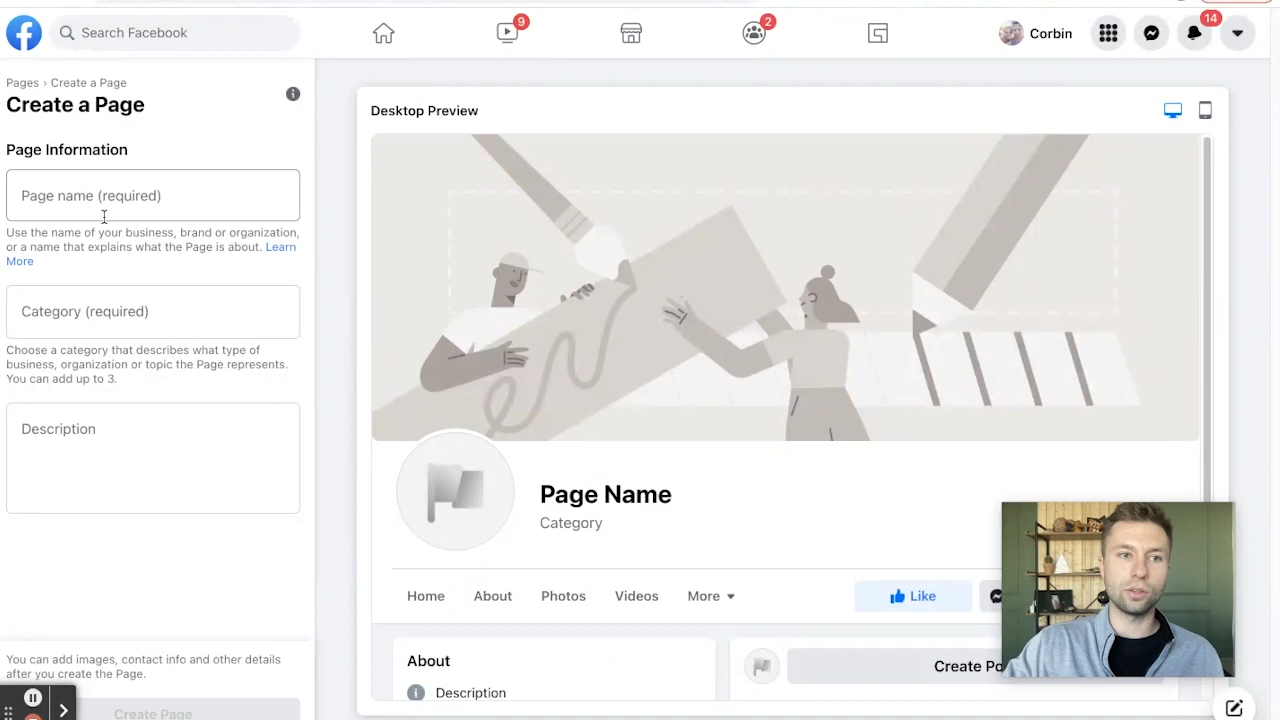 Search Facebook
9
2
Corbin
14
Pages › Create a Page
Create a Page
Page Information
Page name (required)
Use the name of your business, brand or organization,
or a name that explains what the Page is about. Learn
More
Category (required)
Choose a category that describes what type of
business, organization or topic the Page represents.
You can add up to 3.
Description
You can add images, contact info and other details
after you create the Page.
Create Page
Desktop Preview
Page Name
Category
Home
About
Photos
Videos
More
Like
About
Description
Create Po